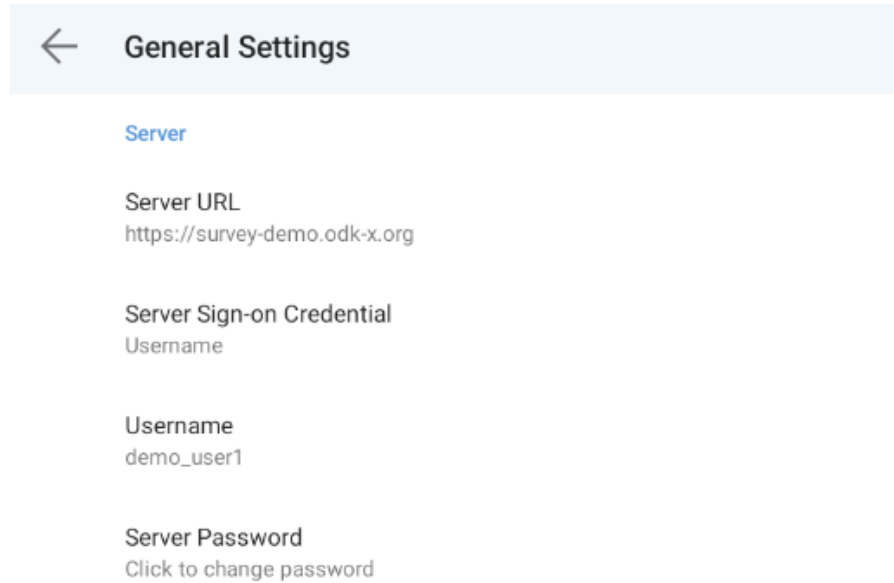 General Settings
Server
Server URL
https://survey-demo.odk-x.org
Server Sign-on Credential
Username
Username
demo_user1
Server Password
Click to change password